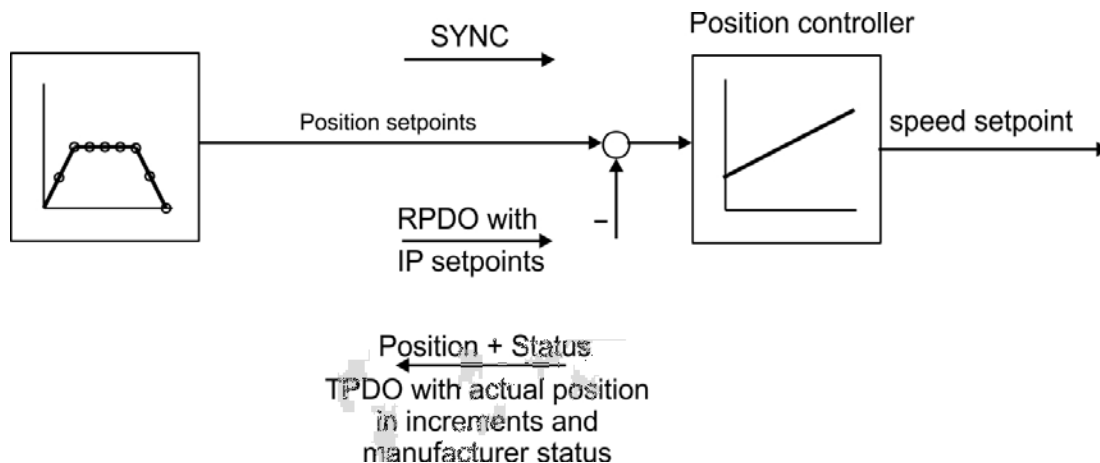 SYNC
Position controller
Position setpoints
speed setpoint
RPDO with
IP setpoints
–
Position + Status
TPDO with actual position
in increments and
manufacturer status